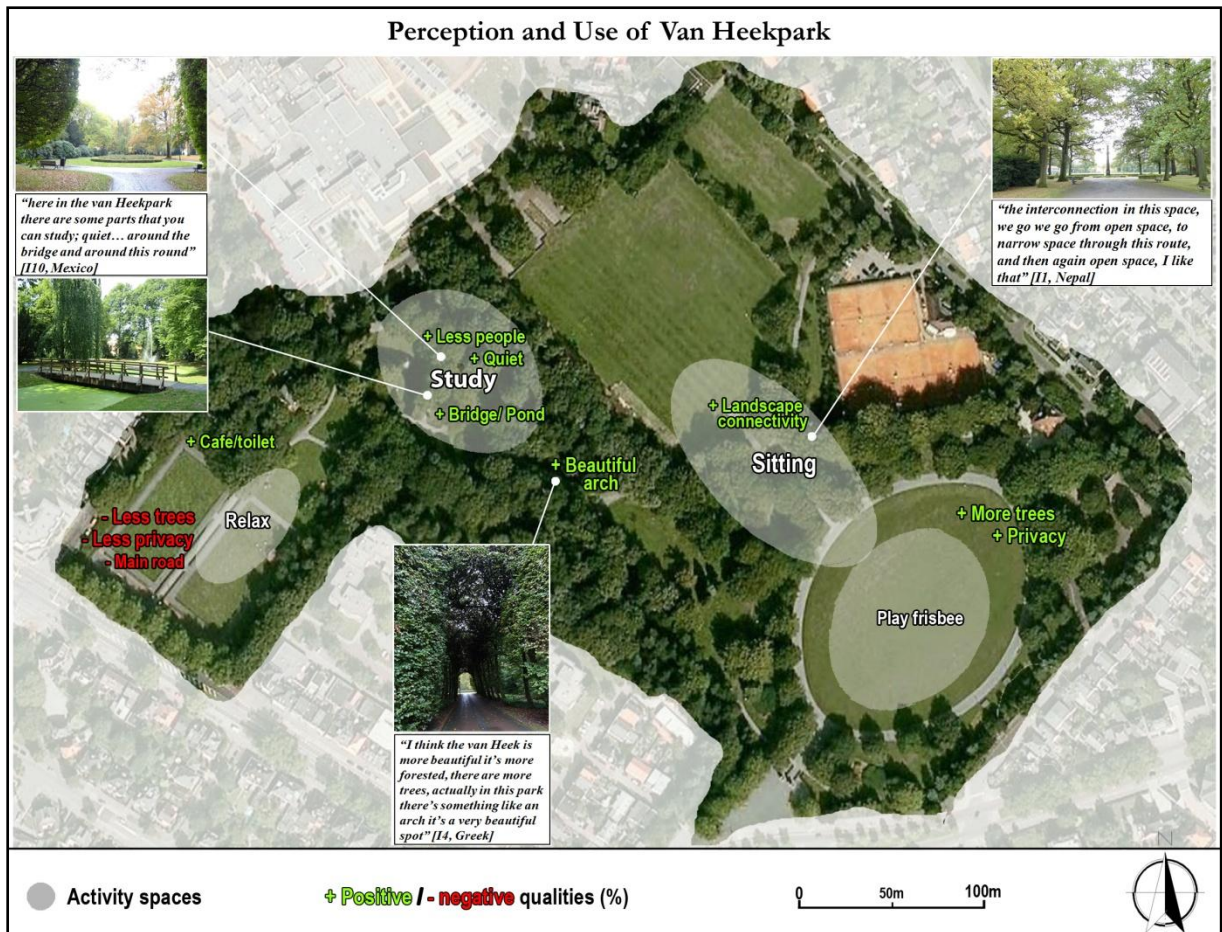 Perception and Use of Van Heekpark
“here in the van Heekpark
there are some parts that you
can study; quiet… around the
bridge and around this round”
[I10, Mexico]
“the interconnection in this space,
we go we go from open space, to
narrow space through this route,
and then again open space, I like
that” [I1, Nepal]
+ Less people
+ Quiet
Study
+ Bridge/ Pond
+ Landscape
connectivity
Sitting
+ Cafe/toilet
+ Beautiful
arch
- Less trees
- Less privacy
- Main road
Relax
+ More trees
+ Privacy
Play frisbee
“I think the van Heek is
more beautiful it’s more
forested, there are more
trees, actually in this park
there’s something like an
arch it’s a very beautiful
spot” [I4, Greek]
Activity spaces
+ Positive / - negative qualities (%)
0 50m 100m
N